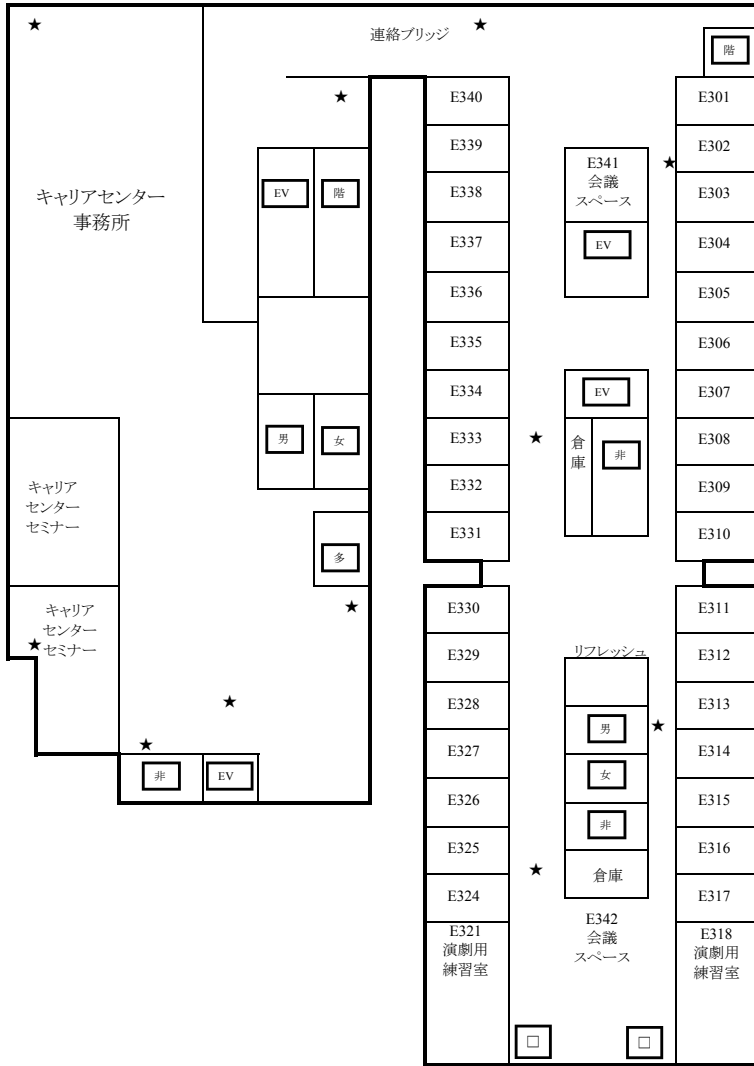 ★
連絡ブリッジ
★
階
★
E340
E301
E339
E341
会議
スペース
★
E302
キャリアセンター
事務所
EV
階
E338
E303
E337
EV
E304
E336
E305
E335
E306
E334
EV
E307
男
女
E333
★
倉
庫
非
E308
キャリア
センター
セミナー
E332
E309
E331
E310
多
キャリア
センター
★セミナー
★
E330
E311
E329
リフレッシュ
E312
★
E328
男
★
E313
★
非
EV
E327
女
E314
E326
非
E315
E325
★
倉庫
E316
E324
E317
E321
演劇用
練習室
E342
会議
スペース
E318
演劇用
練習室
□
□